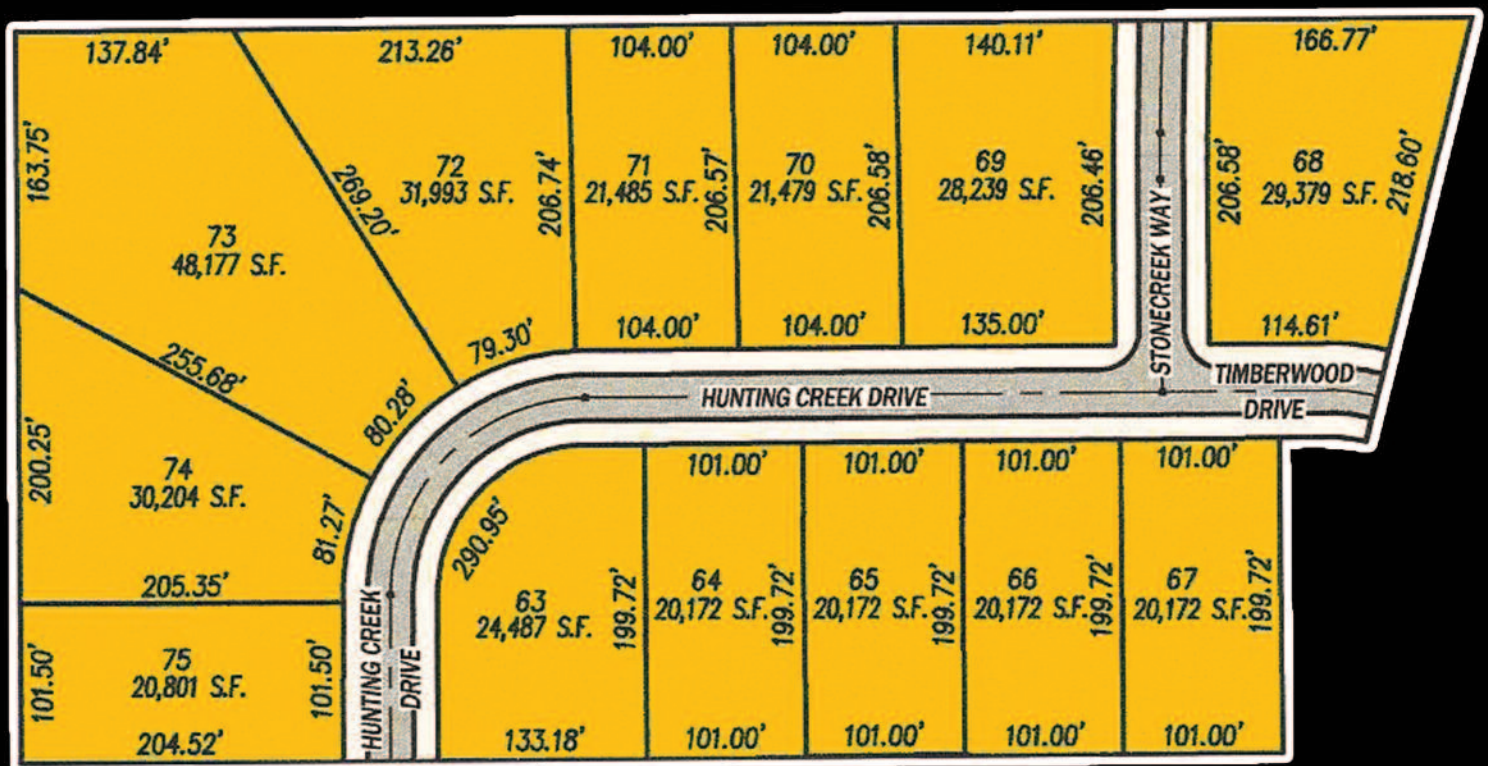 137.84'
213.26'
104.00'
104.00'
140.11'
166.77'
163.75'
269.20'
72
31,993 S.F.
206.74'
71
21,485 S.F.
206.57'
70
21,479 S.F.
206.58'
69
28,239 S.F.
206.46'
STONECREEK WAY
206.58'
68
29,379 S.F.
218.60'
73
48,177 S.F.
79.30'
104.00'
104.00'
135.00'
114.61'
255.68'
80.28'
HUNTING CREEK DRIVE
TIMBERWOOD
DRIVE
200.25'
74
30,204 S.F.
81.27'
205.35'
290.95'
101.00'
101.00'
101.00'
101.00'
63
24,487 S.F.
199.72'
64
20,172 S.F.
199.72'
65
20,172 S.F.
199.72'
66
20,172 S.F.
199.72'
67
20,172 S.F.
199.72'
101.50'
75
20,801 S.F.
101.50'
HUNTING CREEK
DRIVE
204.52'
133.18'
101.00'
101.00'
101.00'
101.00'